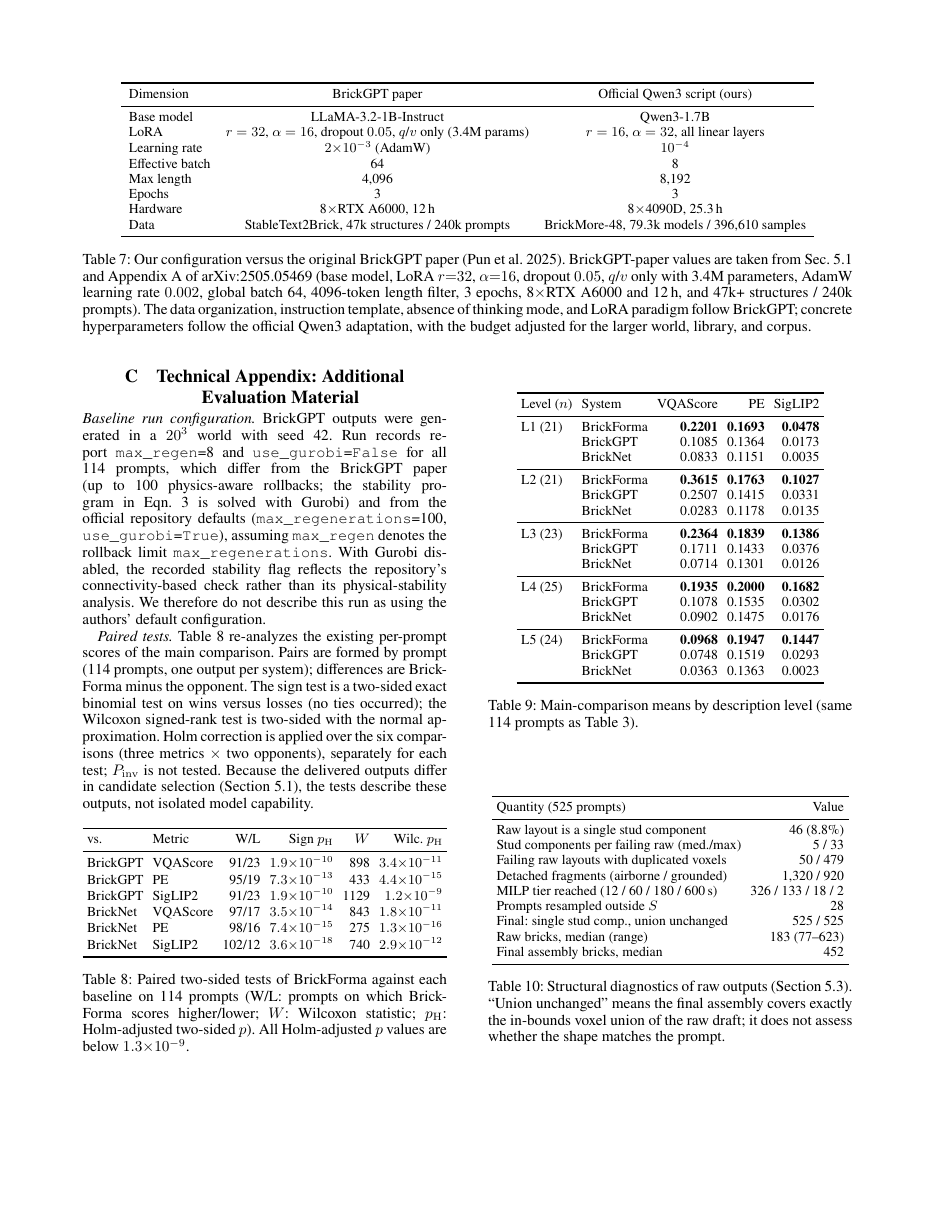 Dimension BrickGPT paper Official Qwen3 script (ours)
Base model LLaMA-3.2-1B-Instruct Qwen3-1.7B
LoRA r = 32, α = 16, dropout 0.05, q/v only (3.4M params) r = 16, α = 32, all linear layers
Learning rate 2×10⁻³ (AdamW) 10⁻⁴
Effective batch 64 8
Max length 4,096 8,192
Epochs 3 3
Hardware 8×RTX A6000, 12 h 8×4090D, 25.3 h
Data StableText2Brick, 47k structures / 240k prompts BrickMore-48, 79.3k models / 396,610 samples
Table 7: Our configuration versus the original BrickGPT paper (Pun et al. 2025). BrickGPT-paper values are taken from Sec. 5.1
and Appendix A of arXiv:2505.05469 (base model, LoRA r=32, α=16, dropout 0.05, q/v only with 3.4M parameters, AdamW
learning rate 0.002, global batch 64, 4096-token length filter, 3 epochs, 8×RTX A6000 and 12 h, and 47k+ structures / 240k
prompts). The data organization, instruction template, absence of thinking mode, and LoRA paradigm follow BrickGPT; concrete
hyperparameters follow the official Qwen3 adaptation, with the budget adjusted for the larger world, library, and corpus.
C Technical Appendix: Additional
Evaluation Material
Baseline run configuration. BrickGPT outputs were gen-
erated in a 20³ world with seed 42. Run records re-
port max_regen=8 and use_gurobi=False for all
114 prompts, which differ from the BrickGPT paper
(up to 100 physics-aware rollbacks; the stability pro-
gram in Eqn. 3 is solved with Gurobi) and from the
official repository defaults (max_regenerations=100,
use_gurobi=True), assuming max_regen denotes the
rollback limit max_regenerations. With Gurobi dis-
abled, the recorded stability flag reflects the repository's
connectivity-based check rather than its physical-stability
analysis. We therefore do not describe this run as using the
authors' default configuration.
Paired tests. Table 8 re-analyzes the existing per-prompt
scores of the main comparison. Pairs are formed by prompt
(114 prompts, one output per system); differences are Brick-
Forma minus the opponent. The sign test is a two-sided exact
binomial test on wins versus losses (no ties occurred); the
Wilcoxon signed-rank test is two-sided with the normal ap-
proximation. Holm correction is applied over the six compar-
isons (three metrics × two opponents), separately for each
test; P_inv is not tested. Because the delivered outputs differ
in candidate selection (Section 5.1), the tests describe these
outputs, not isolated model capability.
vs. Metric W/L Sign p_H W Wilc. p_H
BrickGPT VQAScore 91/23 1.9×10⁻¹⁰ 898 3.4×10⁻¹¹
BrickGPT PE 95/19 7.3×10⁻¹³ 433 4.4×10⁻¹⁵
BrickGPT SigLIP2 91/23 1.9×10⁻¹⁰ 1129 1.2×10⁻⁹
BrickNet VQAScore 97/17 3.5×10⁻¹⁴ 843 1.8×10⁻¹¹
BrickNet PE 98/16 7.4×10⁻¹⁵ 275 1.3×10⁻¹⁶
BrickNet SigLIP2 102/12 3.6×10⁻¹⁸ 740 2.9×10⁻¹²
Table 8: Paired two-sided tests of BrickForma against each
baseline on 114 prompts (W/L: prompts on which Brick-
Forma scores higher/lower; W: Wilcoxon statistic; p_H:
Holm-adjusted two-sided p). All Holm-adjusted p values are
below 1.3×10⁻⁹.
Level (n) System VQAScore PE SigLIP2
L1 (21) BrickForma 0.2201 0.1693 0.0478
BrickGPT 0.1085 0.1364 0.0173
BrickNet 0.0833 0.1151 0.0035
L2 (21) BrickForma 0.3615 0.1763 0.1027
BrickGPT 0.2507 0.1415 0.0331
BrickNet 0.0283 0.1178 0.0135
L3 (23) BrickForma 0.2364 0.1839 0.1386
BrickGPT 0.1711 0.1433 0.0376
BrickNet 0.0714 0.1301 0.0126
L4 (25) BrickForma 0.1935 0.2000 0.1682
BrickGPT 0.1078 0.1535 0.0302
BrickNet 0.0902 0.1475 0.0176
L5 (24) BrickForma 0.0968 0.1947 0.1447
BrickGPT 0.0748 0.1519 0.0293
BrickNet 0.0363 0.1363 0.0023
Table 9: Main-comparison means by description level (same
114 prompts as Table 3).
Quantity (525 prompts) Value
Raw layout is a single stud component 46 (8.8%)
Stud components per failing raw (med./max) 5 / 33
Failing raw layouts with duplicated voxels 50 / 479
Detached fragments (airborne / grounded) 1,320 / 920
MILP tier reached (12 / 60 / 180 / 600 s) 326 / 133 / 18 / 2
Prompts resampled outside S 28
Final: single stud comp., union unchanged 525 / 525
Raw bricks, median (range) 183 (77–623)
Final assembly bricks, median 452
Table 10: Structural diagnostics of raw outputs (Section 5.3).
“Union unchanged” means the final assembly covers exactly
the in-bounds voxel union of the raw draft; it does not assess
whether the shape matches the prompt.